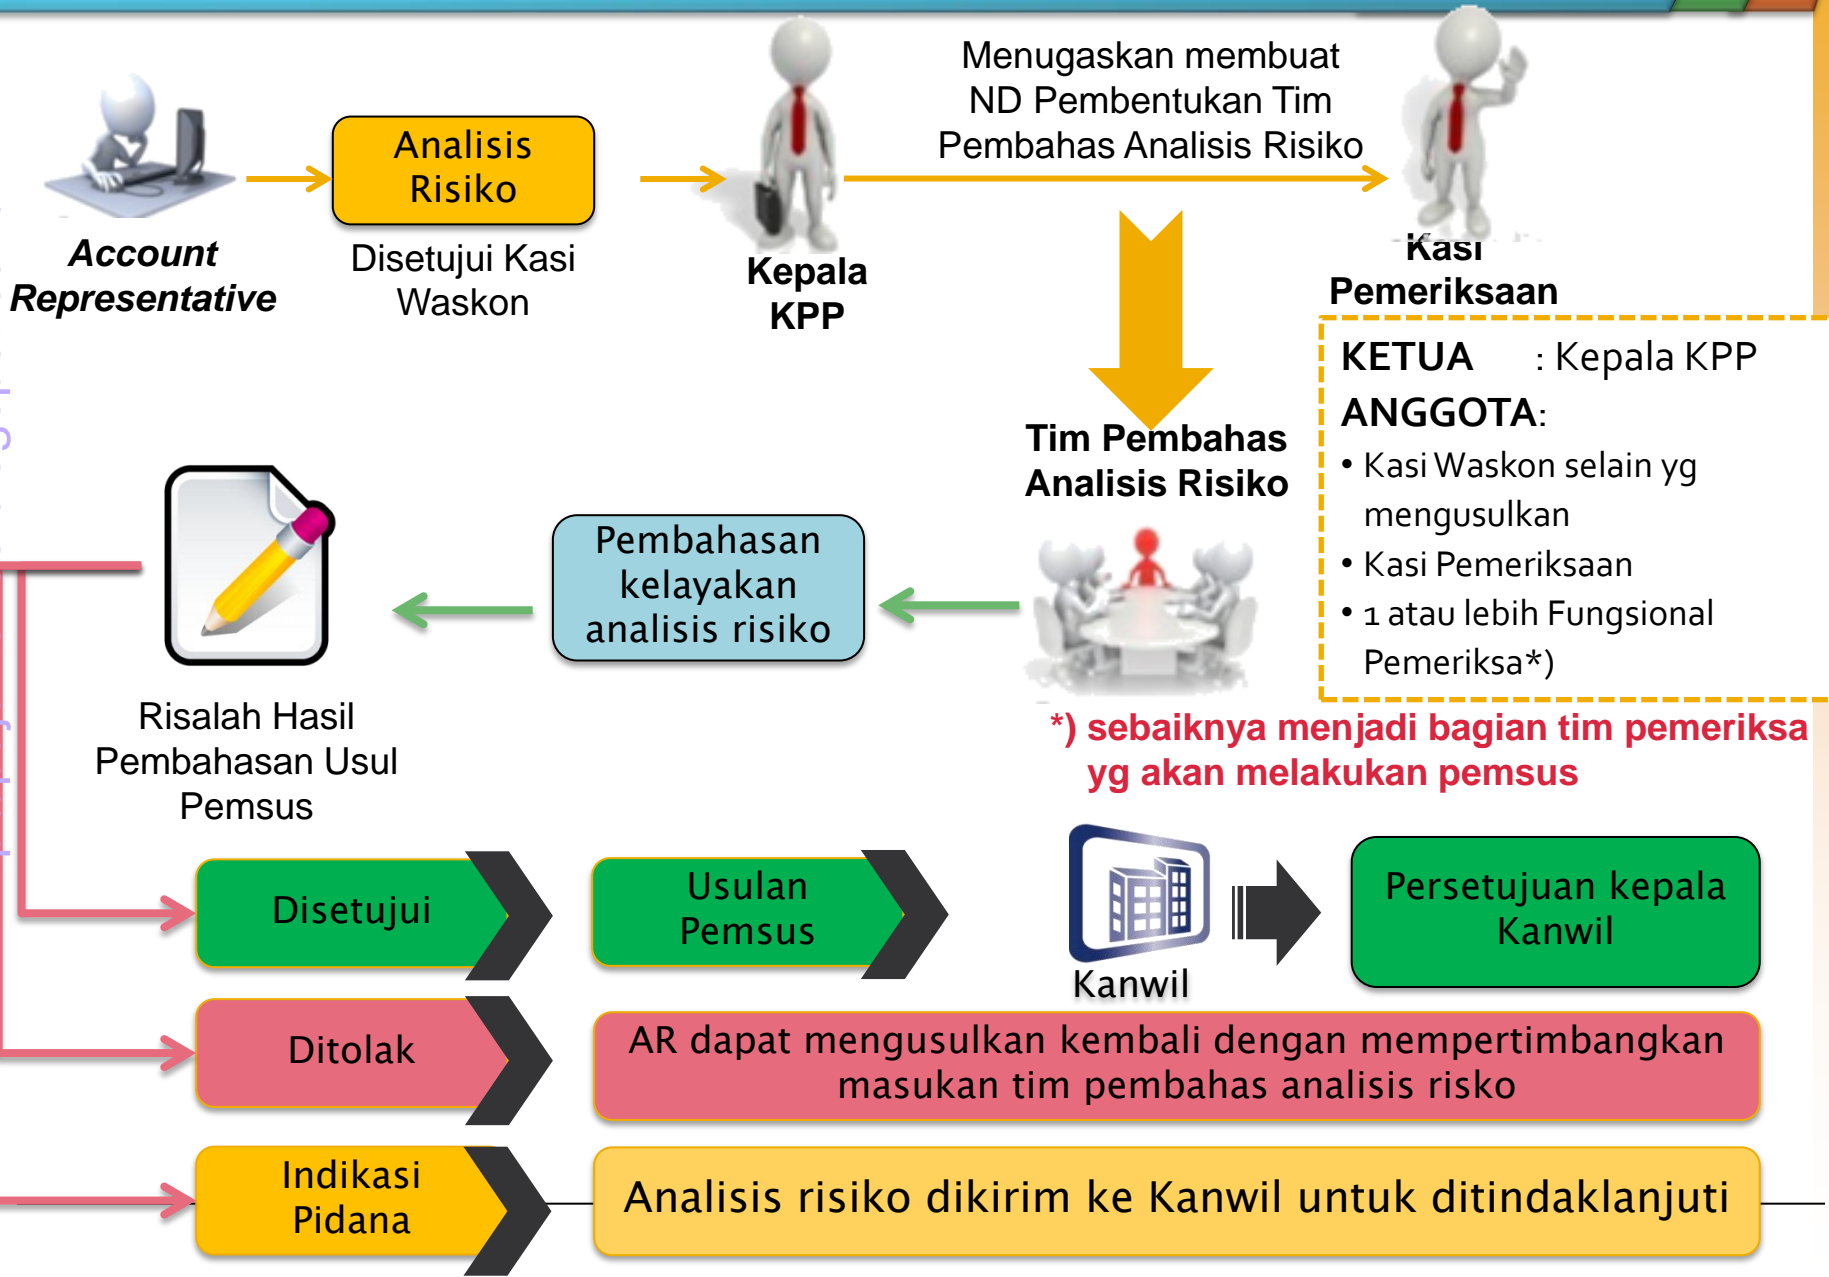 Menugaskan membuat
ND Pembentukan Tim
Pembahas Analisis Risiko
Analisis
Risiko
Account
Representative
Disetujui Kasi
Waskon
Kepala
KPP
Kasi
Pemeriksaan
KETUA : Kepala KPP
ANGGOTA:
• Kasi Waskon selain yg
mengusulkan
• Kasi Pemeriksaan
• 1 atau lebih Fungsional
Pemeriksa*)
Tim Pembahas
Analisis Risiko
Pembahasan
kelayakan
analisis risiko
Risalah Hasil
Pembahasan Usul
Pemsus
*) sebaiknya menjadi bagian tim pemeriksa
yg akan melakukan pemsus
Disetujui
Usulan
Pemsus
Kanwil
Persetujuan kepala
Kanwil
Ditolak
AR dapat mengusulkan kembali dengan mempertimbangkan
masukan tim pembahas analisis risko
Indikasi
Pidana
Analisis risiko dikirim ke Kanwil untuk ditindaklanjuti